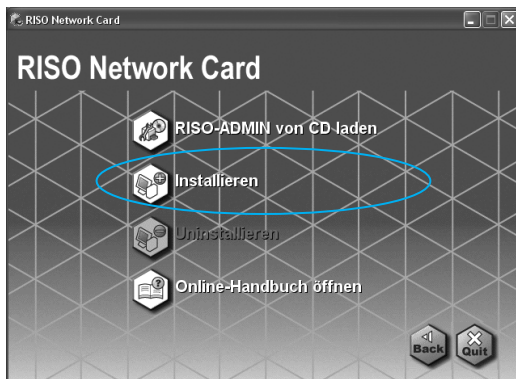 RISO Network Card
RISO Network Card
RISO-ADMIN von CD laden
Installieren
Uninstallieren
Online-Handbuch öffnen
Back
Quit